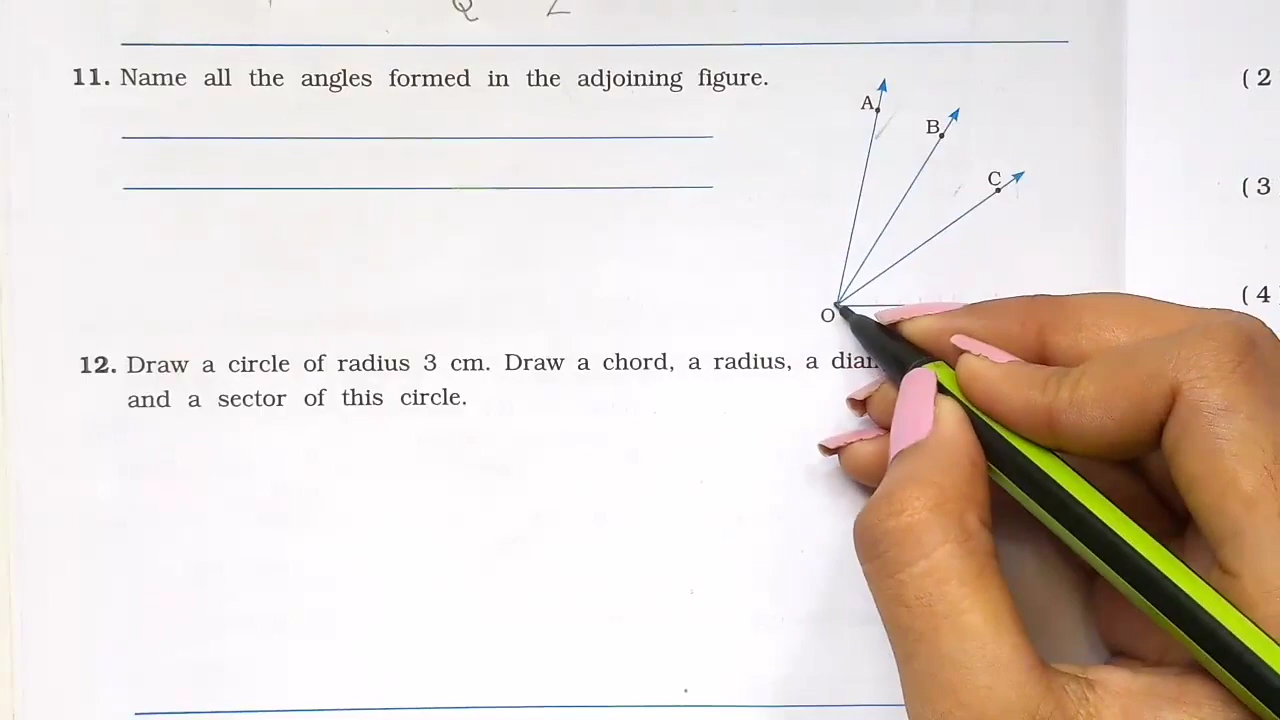 Q L
11. Name all the angles formed in the adjoining figure.
A
B
C
O
12. Draw a circle of radius 3 cm. Draw a chord, a radius, a
and a sector of this circle.
( 2
( 3
( 4